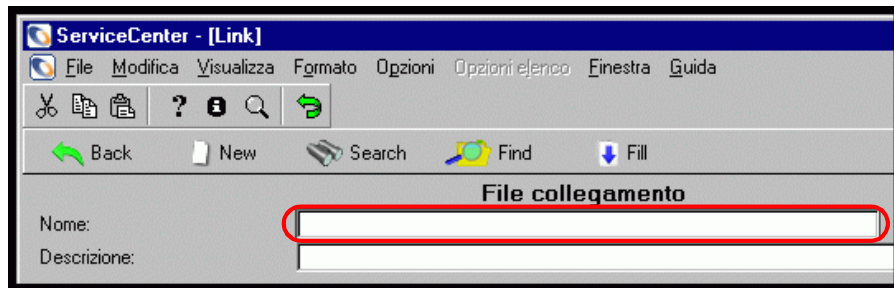 ServiceCenter - [Link]
File Modifica Visualizza Formato Opzioni Opzioni elenco Finestra Guida
?
Back New Search Find Fill
File collegamento
Nome:
Descrizione: